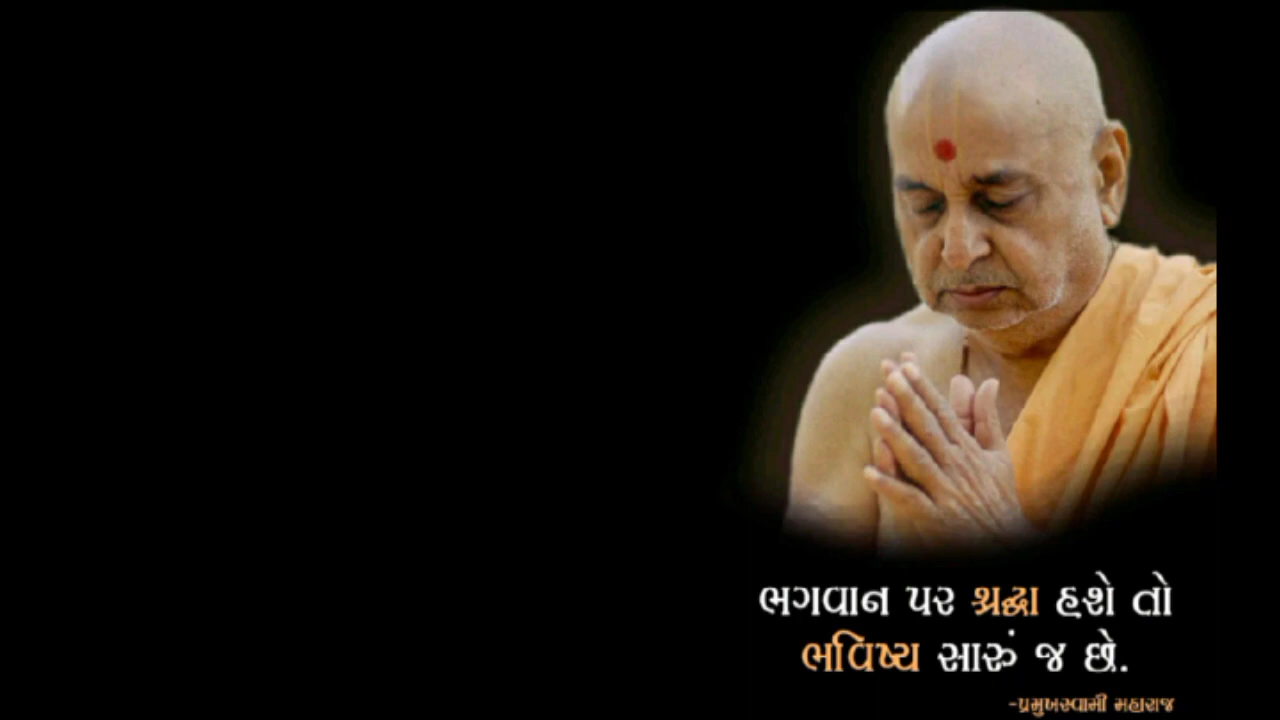 ભગવાન પર શ્રદ્ધા હશે તો
ભવિષ્ય સારું જ છે.
-પ્રમુખસ્વામી મહારાજ